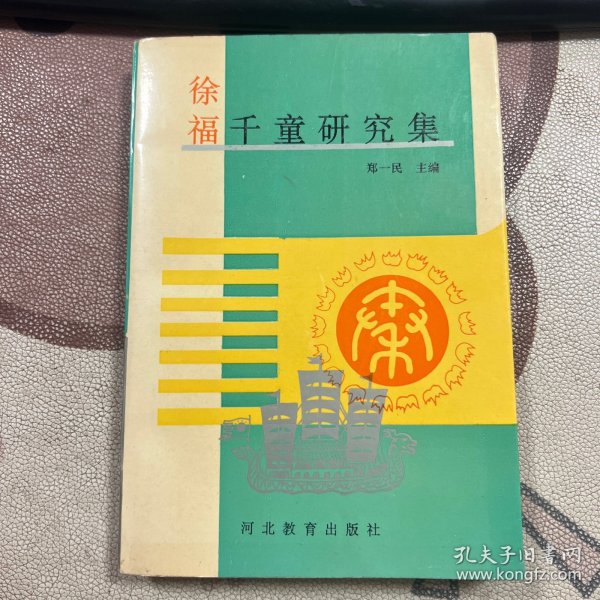 徐福千童研究集
郑一民 主编
秦
河北教育出版社
孔夫子旧书网
www.kongfz.com